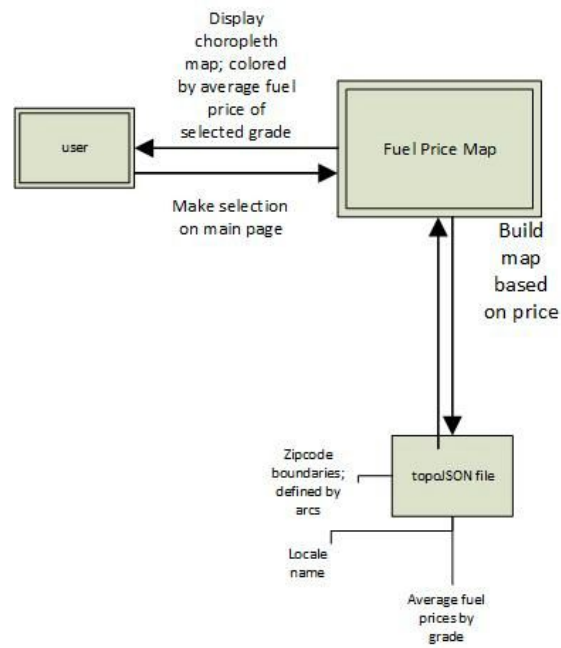 Display
choropleth
map; colored
by average fuel
price of
selected grade
user
Fuel Price Map
Make selection
on main page
Build
map
based
on price
Zipcode
boundaries;
defined by
arcs
topoJSON file
Locale
name
Average fuel
prices by
grade